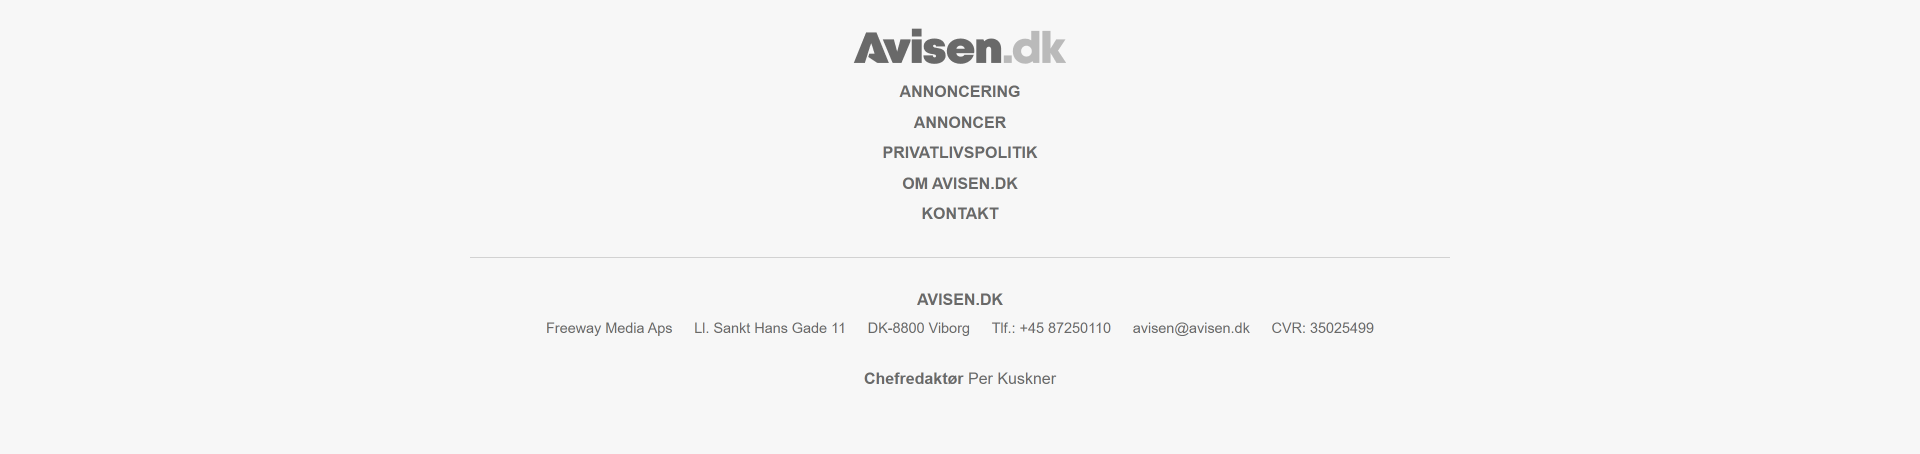 Avisen.dk
ANNONCERING
ANNONCER
PRIVATLIVSPOLITIK
OM AVISEN.DK
KONTAKT
AVISEN.DK
Freeway Media Aps Ll. Sankt Hans Gade 11 DK-8800 Viborg Tlf.: +45 87250110 avisen@avisen.dk CVR: 35025499
Chefredaktør Per Kuskner